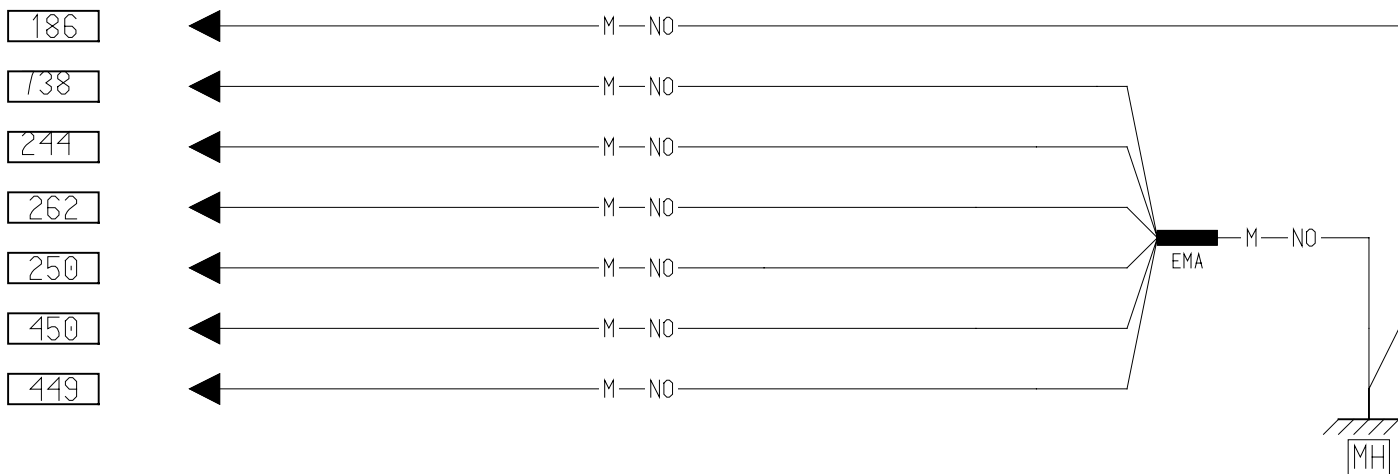 186 M NO
738 M NO
244 M NO
262 M NO
M NO
EMA
250 M NO
450 M NO
449 M NO
MH